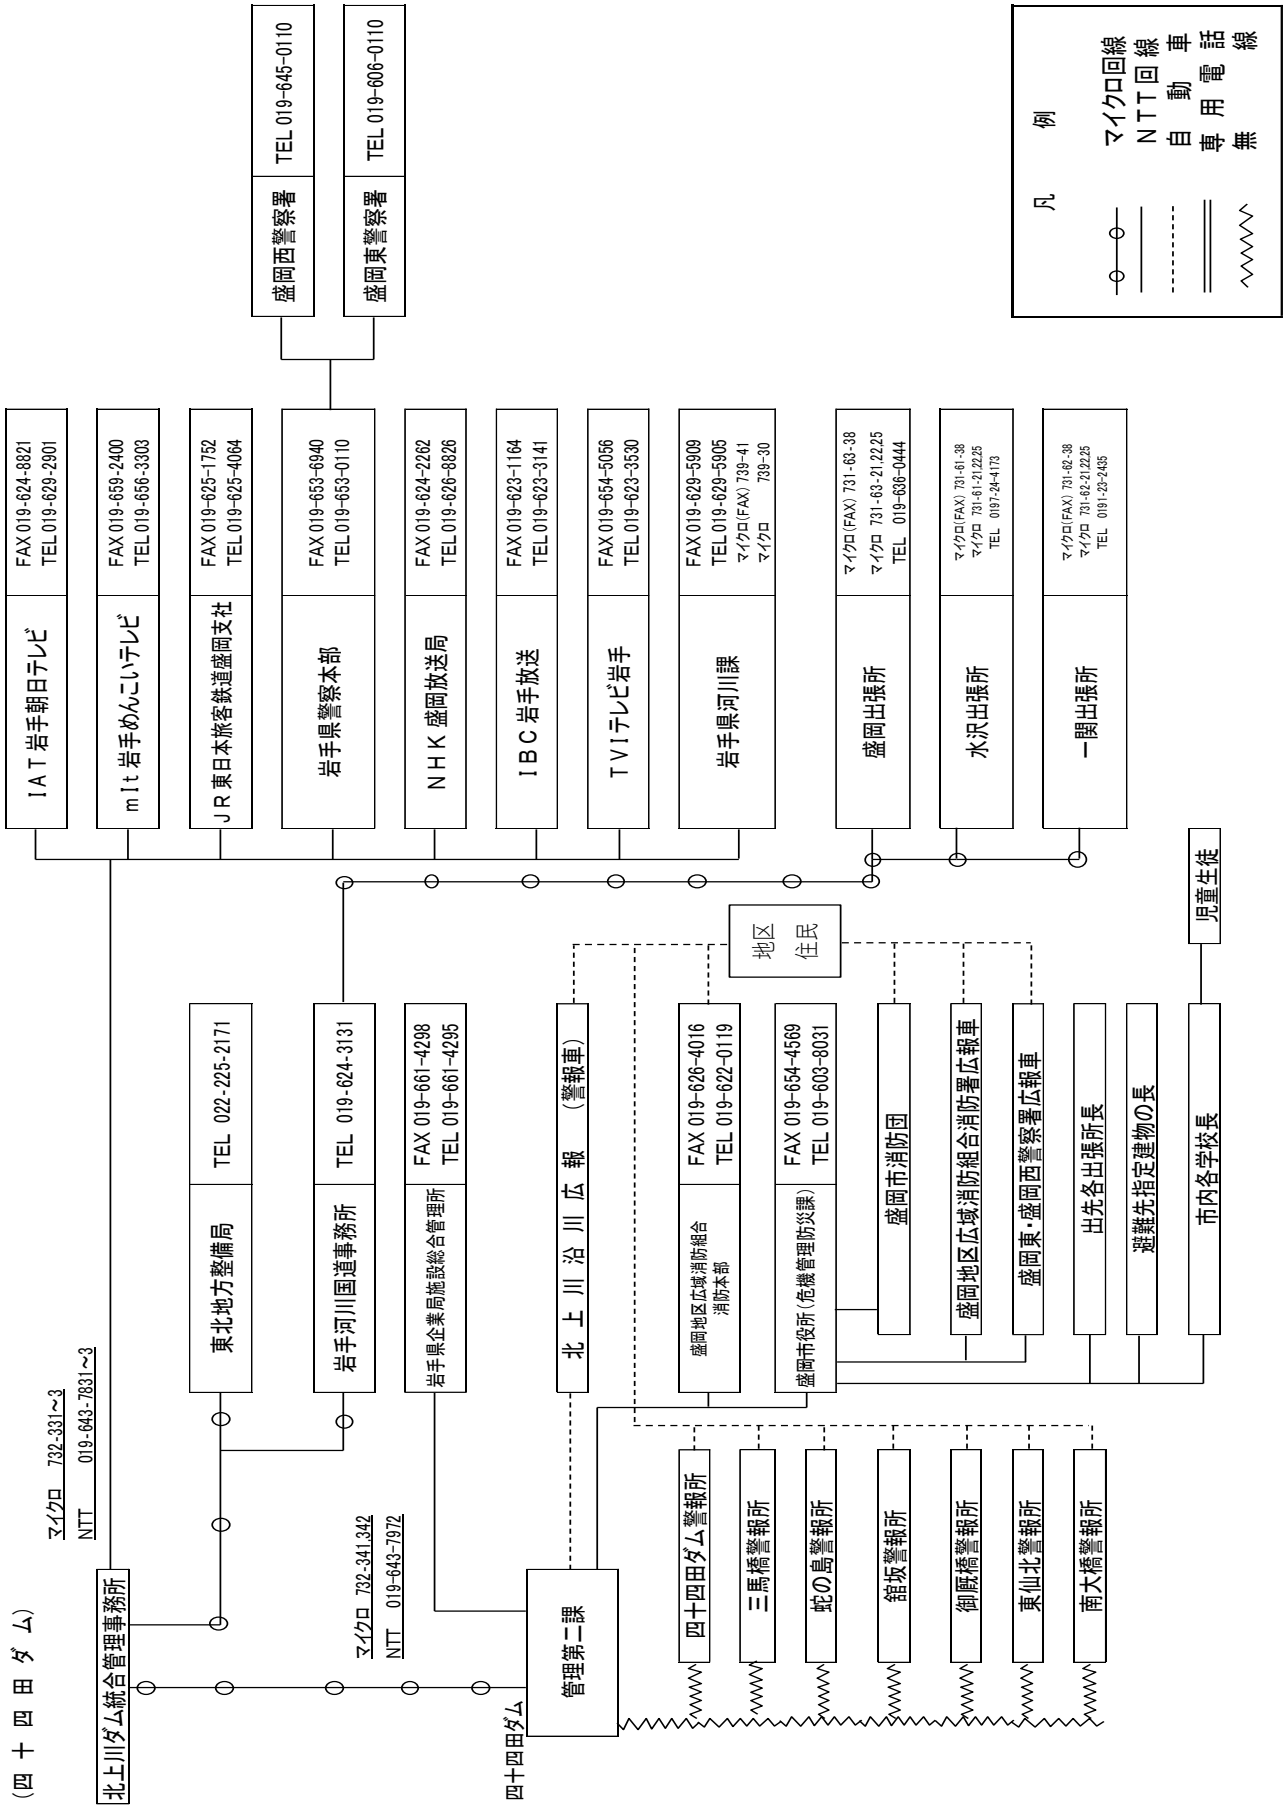 (四十四田ダム)
北上川ダム統合管理事務所
マイクロ 732-331～3
NTT 019-643-7831～3
四十四田ダム
管理第二課
マイクロ 732-341,342
NTT 019-643-7972
東北地方整備局
TEL 022-225-2171
岩手河川国道事務所
TEL 019-624-3131
岩手県企業局施設総合管理所
FAX 019-661-4298
TEL 019-661-4295
北上川沿川広報 (警報車)
盛岡地区広域消防組合
消防本部
FAX 019-626-4016
TEL 019-622-0119
盛岡市役所(危機管理防災課)
FAX 019-654-4569
TEL 019-603-8031
盛岡市消防団
盛岡地区広域消防組合消防署広報車
盛岡東・盛岡西警察署広報車
出先各出張所長
避難先指定建物の長
市内各学校長
児童生徒
地区
住民
四十四田ダム警報所
三馬橋警報所
蛇の島警報所
舘坂警報所
御厩橋警報所
東仙北警報所
南大橋警報所
IAT岩手朝日テレビ
FAX 019-624-8821
TEL 019-629-2901
mIt岩手めんこいテレビ
FAX 019-659-2400
TEL 019-656-3303
JR東日本旅客鉄道盛岡支社
FAX 019-625-1752
TEL 019-625-4064
岩手県警察本部
FAX 019-653-6940
TEL 019-653-0110
NHK盛岡放送局
FAX 019-624-2262
TEL 019-626-8826
IBC岩手放送
FAX 019-623-1164
TEL 019-623-3141
TVIテレビ岩手
FAX 019-654-5056
TEL 019-623-3530
岩手県河川課
FAX 019-629-5909
TEL 019-629-5905
マイクロ(FAX) 739-41
マイクロ 739-30
盛岡出張所
マイクロ(FAX) 731-63-38
マイクロ 731-63-21,22,25
TEL 019-636-0444
水沢出張所
マイクロ(FAX) 731-61-38
マイクロ 731-61-21,22,25
TEL 0197-24-4173
一関出張所
マイクロ(FAX) 731-62-38
マイクロ 731-62-21,22,25
TEL 0191-23-2435
盛岡西警察署
TEL 019-645-0110
盛岡東警察署
TEL 019-606-0110
凡例
マイクロ回線
NTT回線
自動車
専用電話
無線